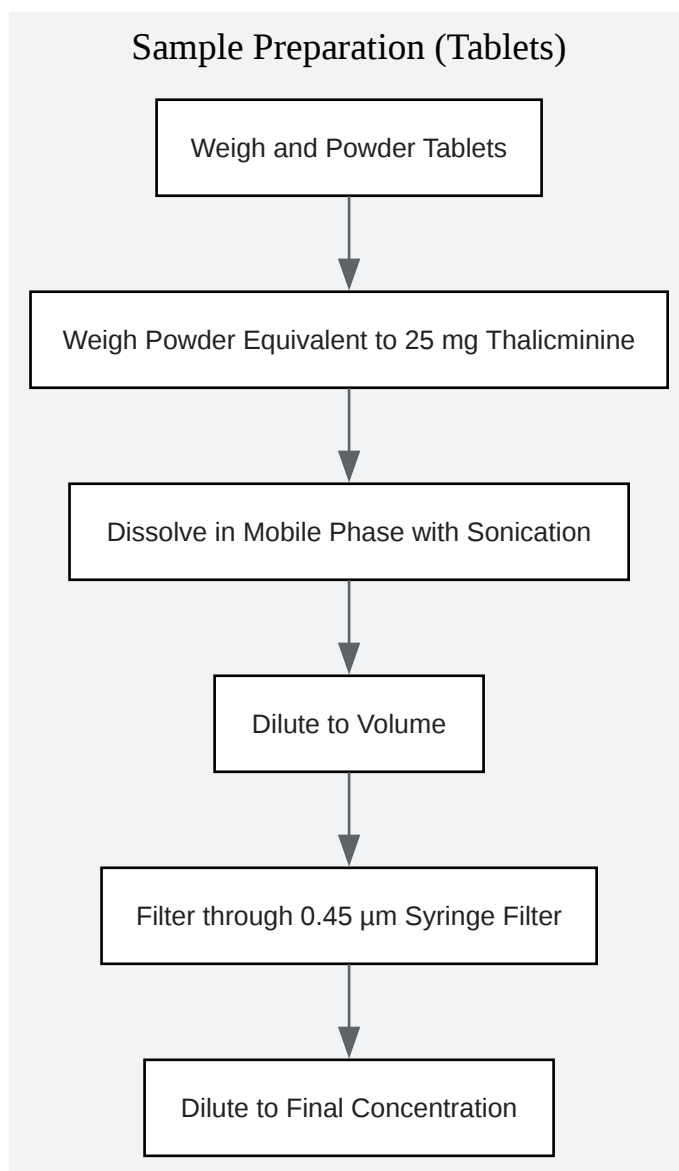 Sample Preparation (Tablets)
Weigh and Powder Tablets
Weigh Powder Equivalent to 25 mg Thalicminine
Dissolve in Mobile Phase with Sonication
Dilute to Volume
Filter through 0.45 µm Syringe Filter
Dilute to Final Concentration